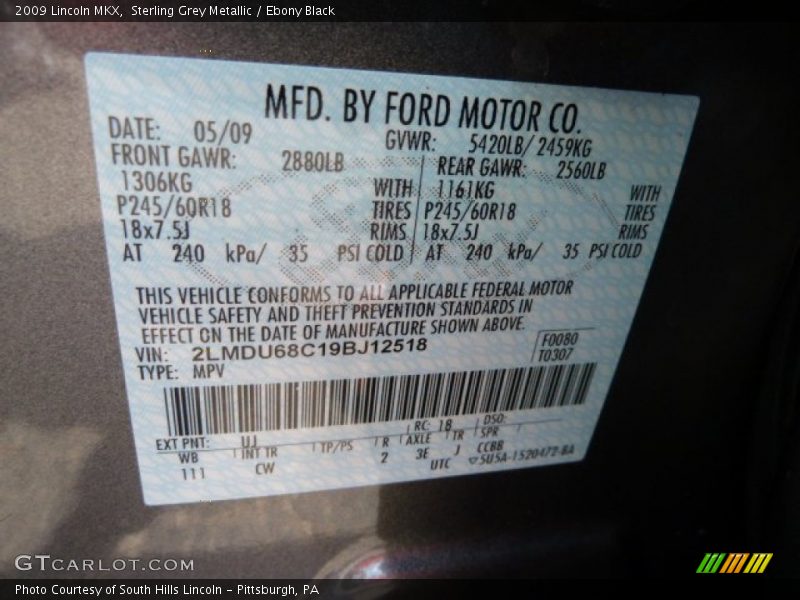 2009 Lincoln MKX, Sterling Grey Metallic / Ebony Black
MFD. BY FORD MOTOR CO.
DATE: 05/09 GVWR: 5420LB/ 2459KG
FRONT GAWR: 2880LB REAR GAWR: 2560LB
1306KG WITH 1161KG WITH
P245/60R18 TIRES P245/60R18 TIRES
18x7.5J RIMS 18x7.5J RIMS
AT 240 kPa/ 35 PSI COLD AT 240 kPa/ 35 PSI COLD
THIS VEHICLE CONFORMS TO ALL APPLICABLE FEDERAL MOTOR
VEHICLE SAFETY AND THEFT PREVENTION STANDARDS IN
EFFECT ON THE DATE OF MANUFACTURE SHOWN ABOVE.
VIN: 2LMDU68C19BJ12518 F0080
TYPE: MPV T0307
EXT PNT: UJ RC: 18 DSO:
WB INT TR TP/PS R AXLE TR SPR
111 CW 2 3E J CCBB
UTC 5U5A-1520472-BA
GTCARLOT.COM
Photo Courtesy of South Hills Lincoln - Pittsburgh, PA